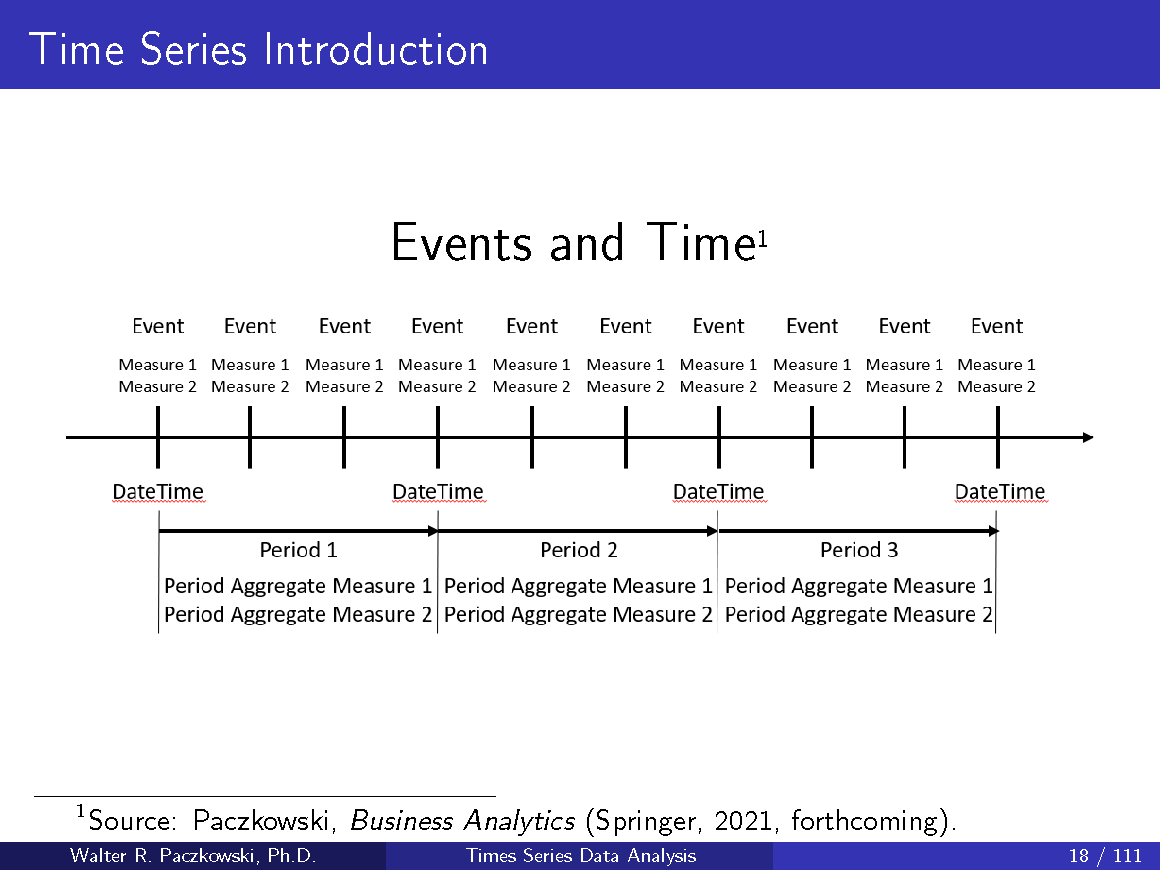 Time Series Introduction
Events and Time1
Event Event Event Event Event Event Event Event Event Event
Measure 1 Measure 1 Measure 1 Measure 1 Measure 1 Measure 1 Measure 1 Measure 1 Measure 1 Measure 1
Measure 2 Measure 2 Measure 2 Measure 2 Measure 2 Measure 2 Measure 2 Measure 2 Measure 2 Measure 2
DateTime DateTime DateTime DateTime
Period 1 Period 2 Period 3
Period Aggregate Measure 1 Period Aggregate Measure 1 Period Aggregate Measure 1
Period Aggregate Measure 2 Period Aggregate Measure 2 Period Aggregate Measure 2
1Source: Paczkowski, Business Analytics (Springer, 2021, forthcoming).
Walter R. Paczkowski, Ph.D. Times Series Data Analysis 18 / 111